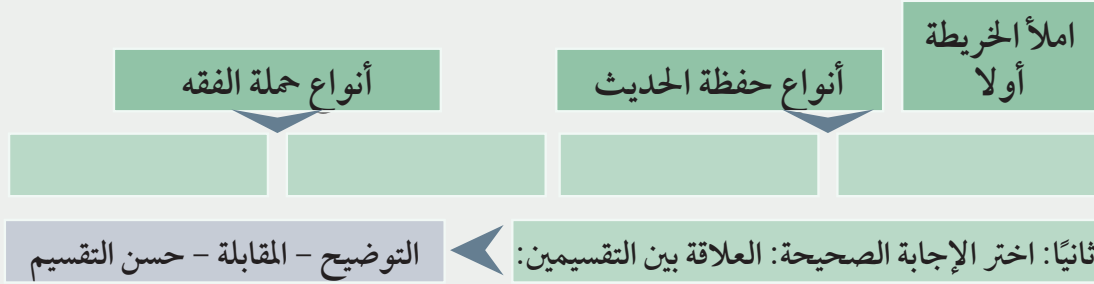 املأ الخريطة
أولا
أنواع حفظة الحديث
أنواع حملة الفقه
ثانيًا: اختر الإجابة الصحيحة: العلاقة بين التقسيمين:
التوضيح – المقابلة – حسن التقسيم